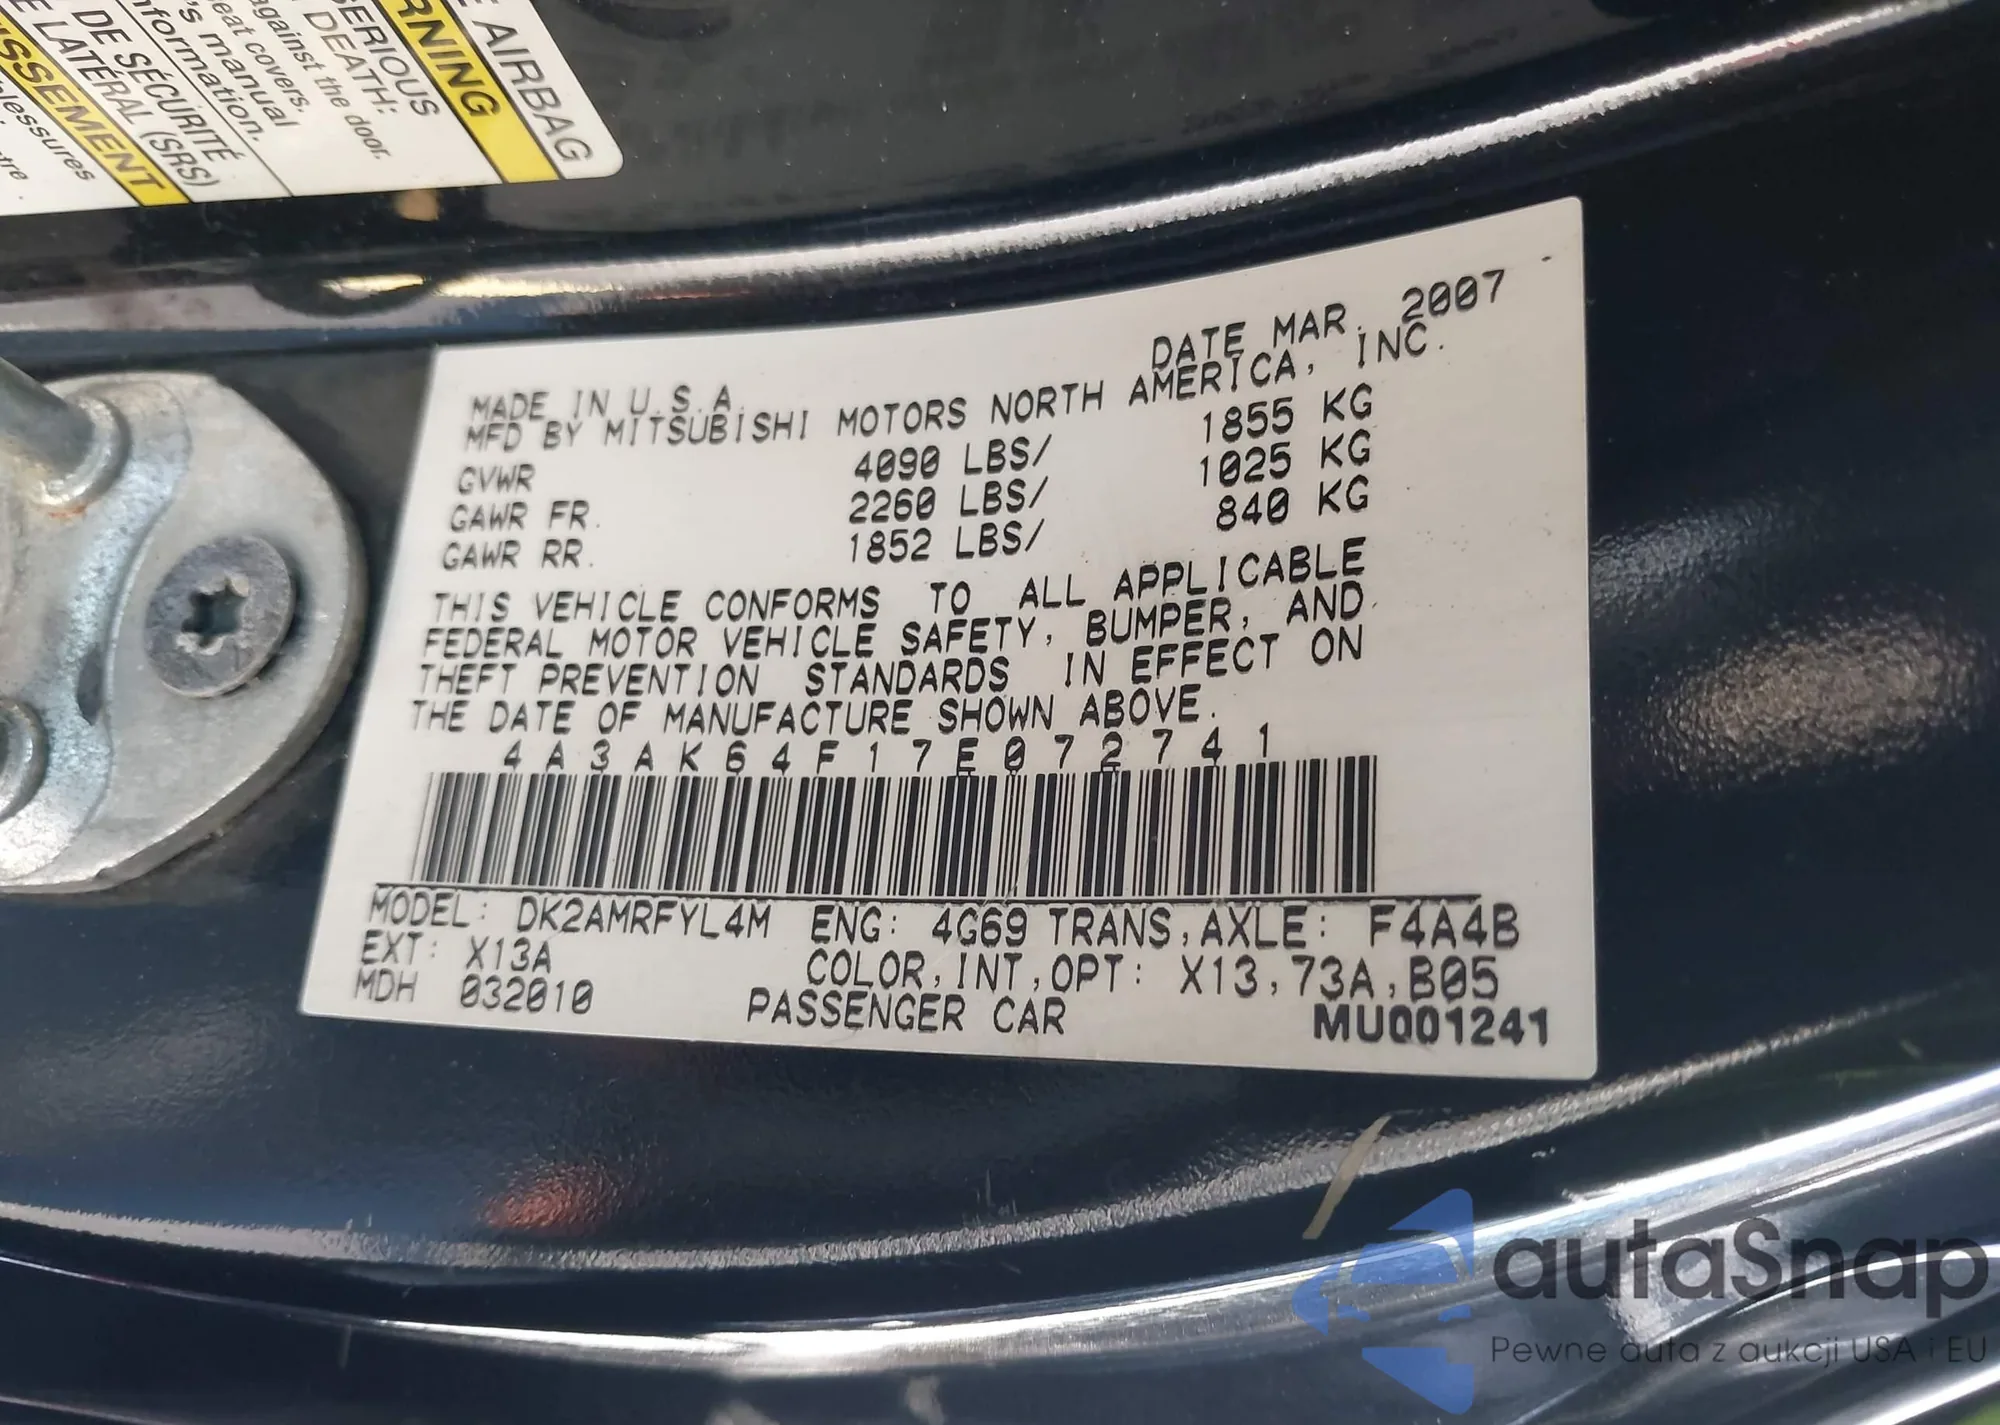 E AIRBAG
RNING
SERIOUS
DEATH:
against the door.
seat covers.
's manual
nformation.
DE SÉCURITÉ
E LATÉRAL (SRS)
ISSEMENT
blessures
DATE MAR. 2007
MADE IN U.S.A.
MFD BY MITSUBISHI MOTORS NORTH AMERICA, INC.
GVWR 4090 LBS/ 1855 KG
GAWR FR. 2260 LBS/ 1025 KG
GAWR RR. 1852 LBS/ 840 KG
THIS VEHICLE CONFORMS TO ALL APPLICABLE
FEDERAL MOTOR VEHICLE SAFETY, BUMPER, AND
THEFT PREVENTION STANDARDS IN EFFECT ON
THE DATE OF MANUFACTURE SHOWN ABOVE.
4A3AK64F17E072741
MODEL: DK2AMRFYL4M ENG: 4G69 TRANS,AXLE: F4A4B
EXT: X13A COLOR,INT,OPT: X13,73A,B05
MDH 032010 PASSENGER CAR MU001241
autaSnap
Pewne auta z aukcji USA i EU